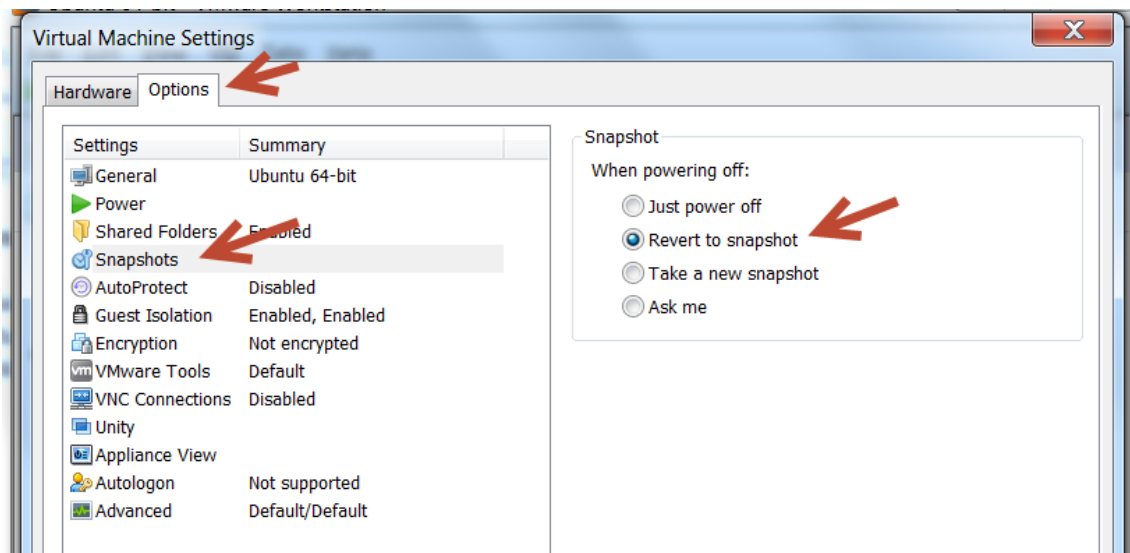 Virtual Machine Settings
Hardware Options
Settings Summary
General Ubuntu 64-bit
Power
Shared Folders Enabled
Snapshots
AutoProtect Disabled
Guest Isolation Enabled, Enabled
Encryption Not encrypted
vm VMware Tools Default
VNC Connections Disabled
Unity
Appliance View
Autologon Not supported
Advanced Default/Default
Snapshot
When powering off:
Just power off
Revert to snapshot
Take a new snapshot
Ask me